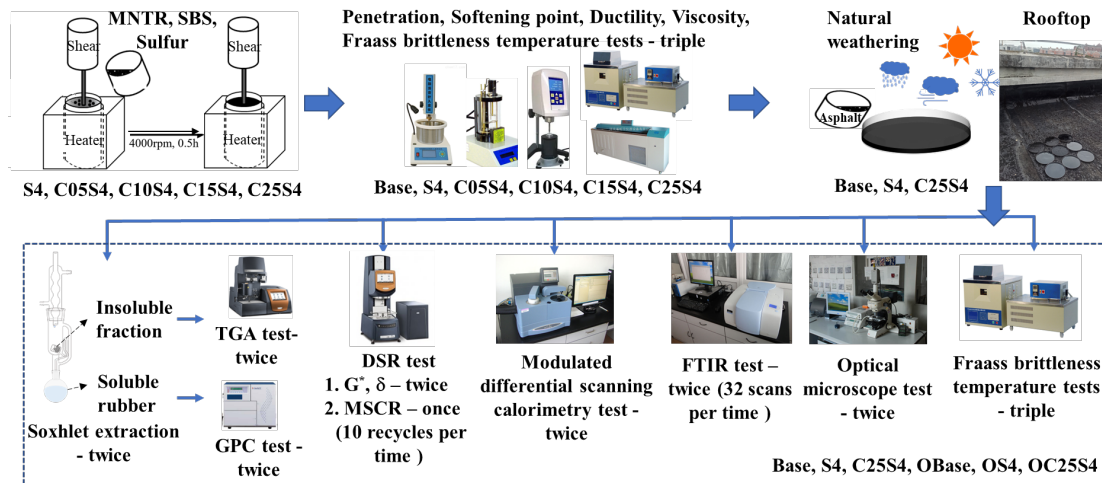 MNTR, SBS,
Sulfur
Shear
Shear
Heater
Heater
4000rpm, 0.5h
S4, C05S4, C10S4, C15S4, C25S4
Penetration, Softening point, Ductility, Viscosity,
Fraass brittleness temperature tests - triple
Base, S4, C05S4, C10S4, C15S4, C25S4
Natural
weathering
Rooftop
Asphalt
Base, S4, C25S4
Insoluble
fraction
Soluble
rubber
Soxhlet extraction
- twice
TGA test-
twice
GPC test -
twice
DSR test
1. G*, δ – twice
2. MSCR – once
(10 recycles per
time )
Modulated
differential scanning
calorimetry test -
twice
FTIR test –
twice (32 scans
per time )
Optical
microscope test
- twice
Fraass brittleness
temperature tests
- triple
Base, S4, C25S4, OBase, OS4, OC25S4